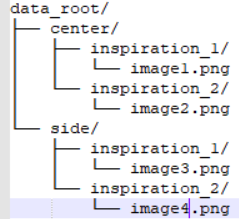 data_root/
├── center/
│   ├── inspiration_1/
│   │   └── image1.png
│   └── inspiration_2/
│       └── image2.png
└── side/
    ├── inspiration_1/
    │   └── image3.png
    └── inspiration_2/
        └── image4.png